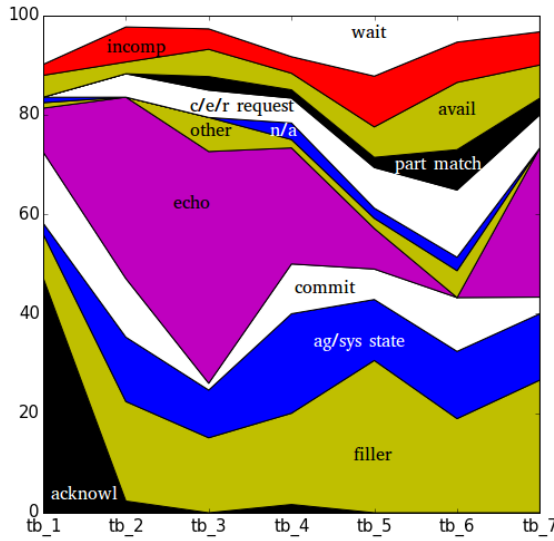 100
wait
incomp
80
avail
c/e/r request
other
n/a
part match
60
echo
commit
40
ag/sys state
20
filler
acknowl
0
tb_1 tb_2 tb_3 tb_4 tb_5 tb_6 tb_7